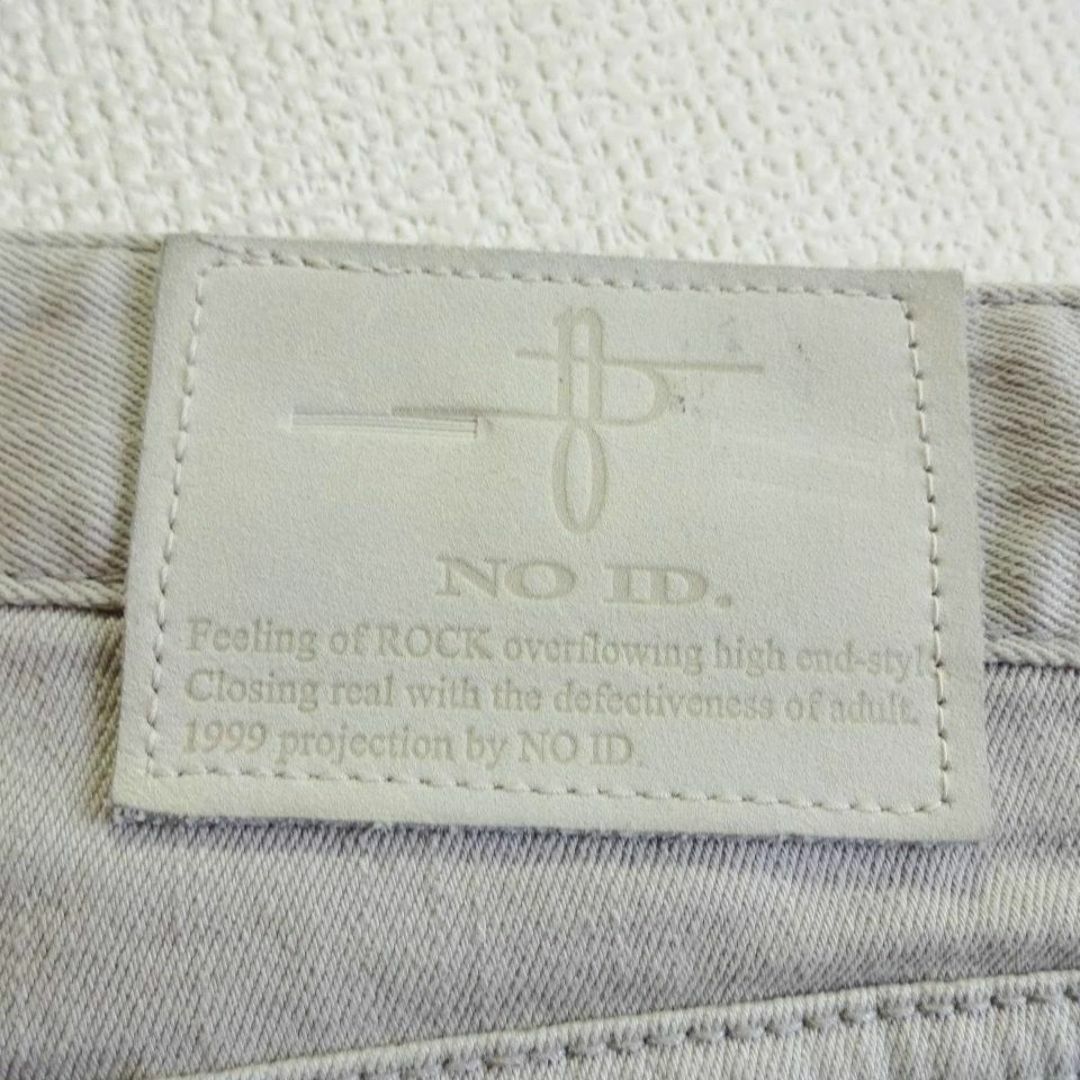 NO ID.
Feeling of ROCK overflowing high end-styl
Closing real with the defectiveness of adult.
1999 projection by NO ID.